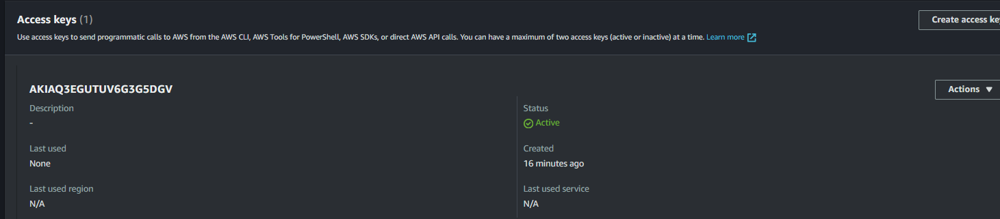 Access keys (1)
Create access ke
Use access keys to send programmatic calls to AWS from the AWS CLI, AWS Tools for PowerShell, AWS SDKs, or direct AWS API calls. You can have a maximum of two access keys (active or inactive) at a time. Learn more
AKIAQ3EGUTUV6G3G5DGV
Actions
Description
-
Status
Active
Last used
None
Created
16 minutes ago
Last used region
N/A
Last used service
N/A